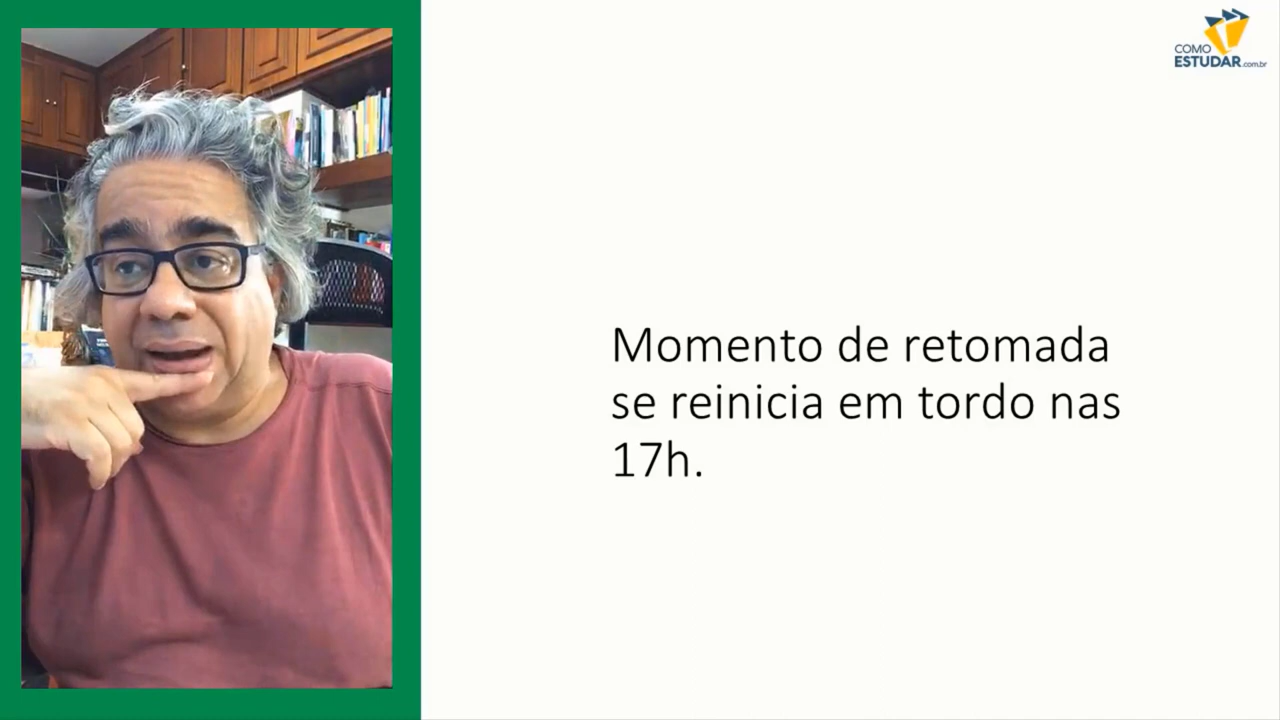 COMO
ESTUDAR.com.br
Momento de retomada
se reinicia em tordo nas
17h.